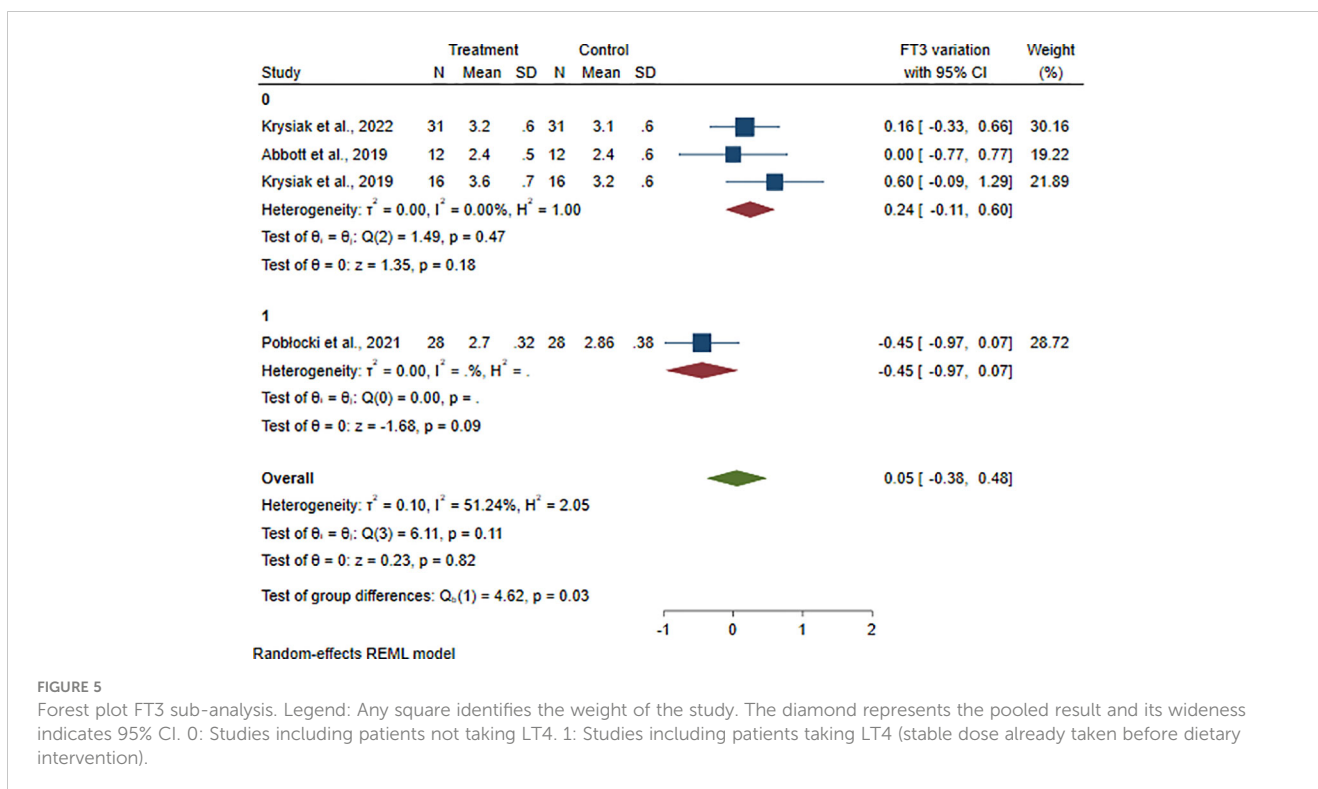 Treatment Control FT3 variation Weight
Study N Mean SD N Mean SD with 95% CI (%)
0
Krysiak et al., 2022 31 3.2 .6 31 3.1 .6 0.16 [ -0.33, 0.66] 30.16
Abbott et al., 2019 12 2.4 .5 12 2.4 .6 0.00 [ -0.77, 0.77] 19.22
Krysiak et al., 2019 16 3.6 .7 16 3.2 .6 0.60 [ -0.09, 1.29] 21.89
Heterogeneity: τ² = 0.00, I² = 0.00%, H² = 1.00 0.24 [ -0.11, 0.60]
Test of θᵢ = θⱼ: Q(2) = 1.49, p = 0.47
Test of θ = 0: z = 1.35, p = 0.18
1
Pobłocki et al., 2021 28 2.7 .32 28 2.86 .38 -0.45 [ -0.97, 0.07] 28.72
Heterogeneity: τ² = 0.00, I² = .%, H² = . -0.45 [ -0.97, 0.07]
Test of θᵢ = θⱼ: Q(0) = 0.00, p = .
Test of θ = 0: z = -1.68, p = 0.09
Overall 0.05 [ -0.38, 0.48]
Heterogeneity: τ² = 0.10, I² = 51.24%, H² = 2.05
Test of θᵢ = θⱼ: Q(3) = 6.11, p = 0.11
Test of θ = 0: z = 0.23, p = 0.82
Test of group differences: Q_b(1) = 4.62, p = 0.03
-1 0 1 2
Random-effects REML model
FIGURE 5
Forest plot FT3 sub-analysis. Legend: Any square identifies the weight of the study. The diamond represents the pooled result and its wideness
indicates 95% CI. 0: Studies including patients not taking LT4. 1: Studies including patients taking LT4 (stable dose already taken before dietary
intervention).